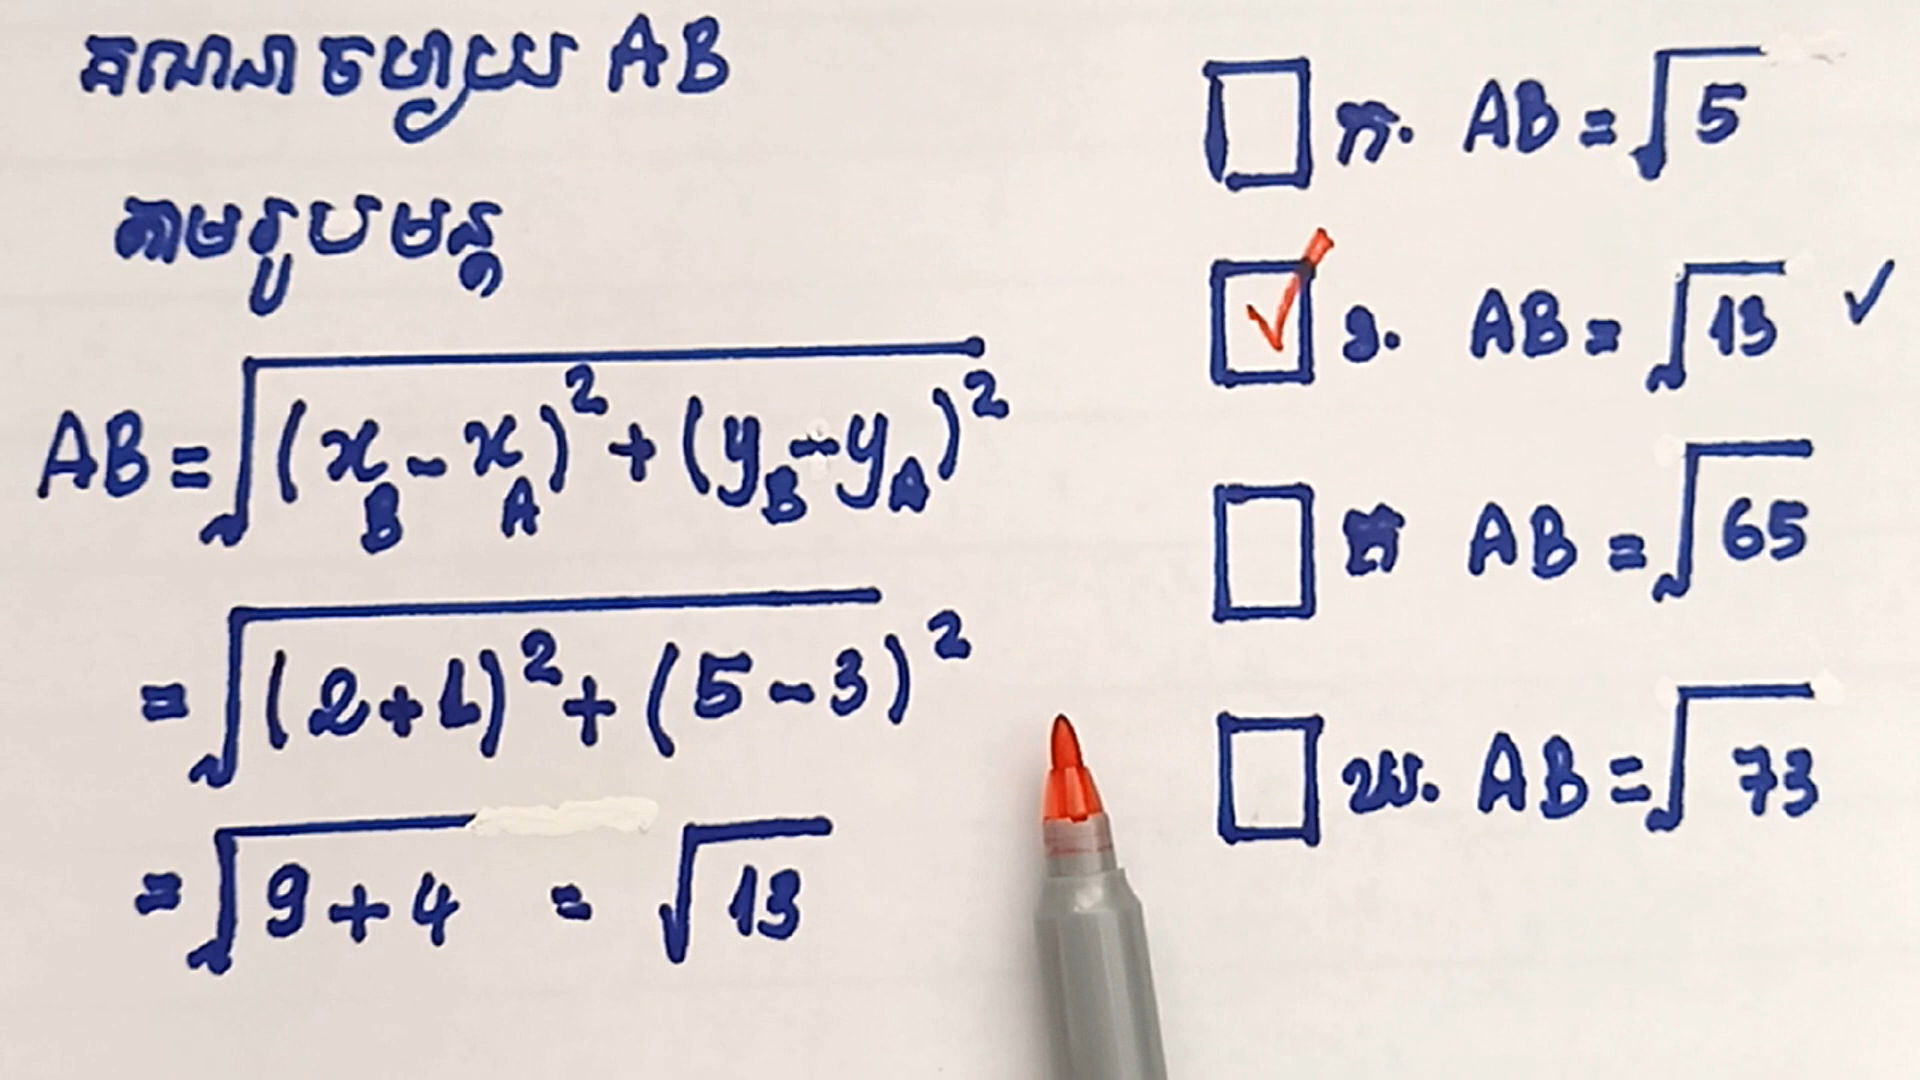 គណនាចម្ងាយ AB
តាមរូបមន្ត
AB = √((x_B - x_A)² + (y_B - y_A)²)
= √((2+1)² + (5-3)²)
= √(9+4) = √13
ក. AB = √5
✓ ខ. AB = √13 ✓
គ AB = √65
ឃ. AB = √73